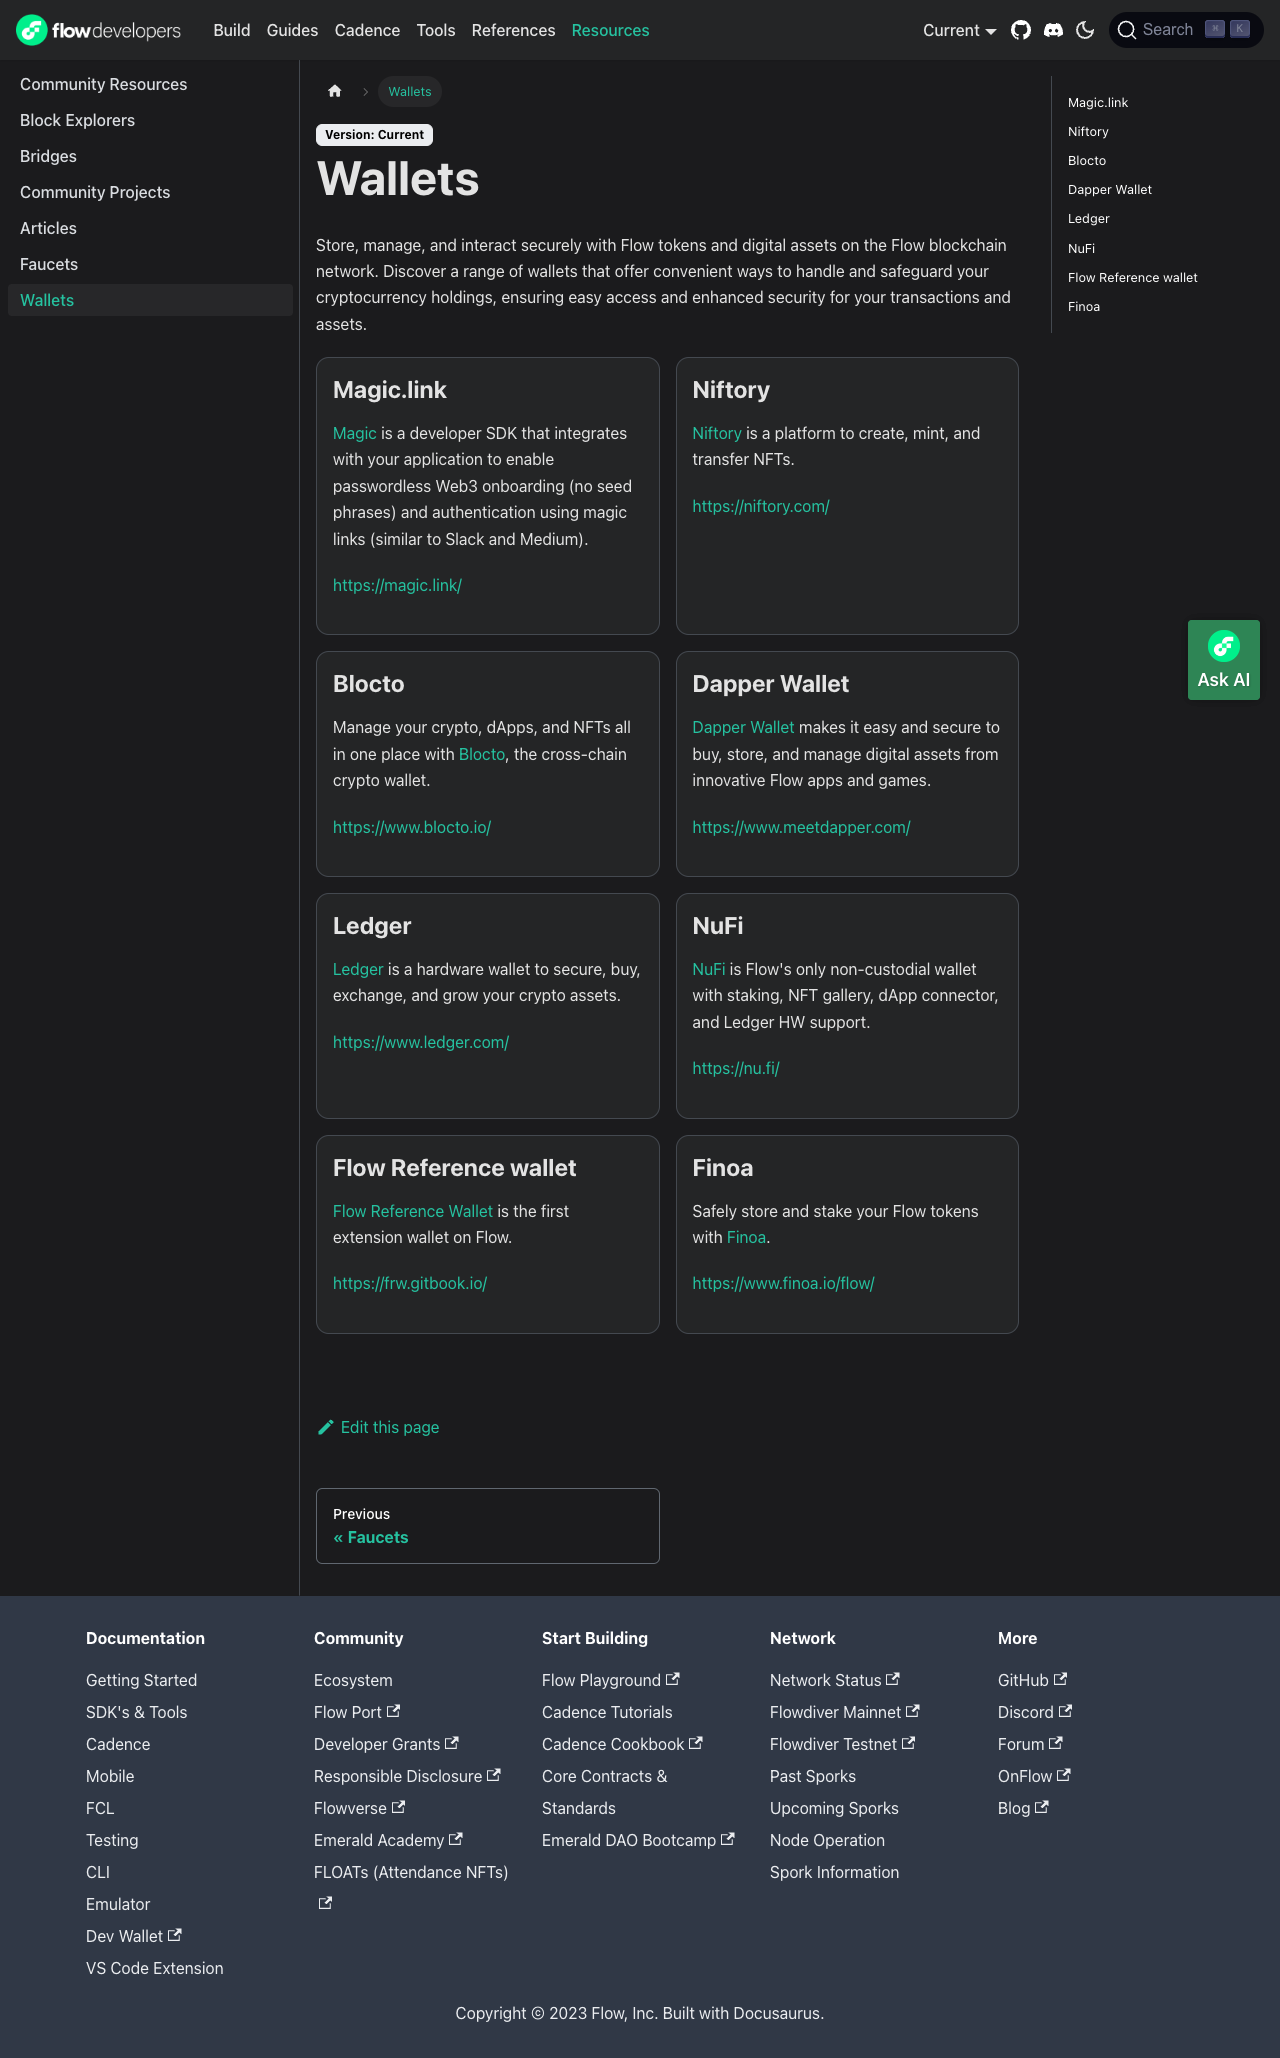 flowdevelopers
Build Guides Cadence Tools References Resources
Current
Search ⌘ K
Community Resources
Block Explorers
Bridges
Community Projects
Articles
Faucets
Wallets
Wallets
Version: Current
Wallets
Store, manage, and interact securely with Flow tokens and digital assets on the Flow blockchain
network. Discover a range of wallets that offer convenient ways to handle and safeguard your
cryptocurrency holdings, ensuring easy access and enhanced security for your transactions and
assets.
Magic.link
Magic is a developer SDK that integrates
with your application to enable
passwordless Web3 onboarding (no seed
phrases) and authentication using magic
links (similar to Slack and Medium).
https://magic.link/
Niftory
Niftory is a platform to create, mint, and
transfer NFTs.
https://niftory.com/
Blocto
Manage your crypto, dApps, and NFTs all
in one place with Blocto, the cross-chain
crypto wallet.
https://www.blocto.io/
Dapper Wallet
Dapper Wallet makes it easy and secure to
buy, store, and manage digital assets from
innovative Flow apps and games.
https://www.meetdapper.com/
Ledger
Ledger is a hardware wallet to secure, buy,
exchange, and grow your crypto assets.
https://www.ledger.com/
NuFi
NuFi is Flow's only non-custodial wallet
with staking, NFT gallery, dApp connector,
and Ledger HW support.
https://nu.fi/
Flow Reference wallet
Flow Reference Wallet is the first
extension wallet on Flow.
https://frw.gitbook.io/
Finoa
Safely store and stake your Flow tokens
with Finoa.
https://www.finoa.io/flow/
Edit this page
Previous
« Faucets
Magic.link
Niftory
Blocto
Dapper Wallet
Ledger
NuFi
Flow Reference wallet
Finoa
Ask AI
Documentation
Getting Started
SDK's & Tools
Cadence
Mobile
FCL
Testing
CLI
Emulator
Dev Wallet
VS Code Extension
Community
Ecosystem
Flow Port
Developer Grants
Responsible Disclosure
Flowverse
Emerald Academy
FLOATs (Attendance NFTs)
Start Building
Flow Playground
Cadence Tutorials
Cadence Cookbook
Core Contracts &
Standards
Emerald DAO Bootcamp
Network
Network Status
Flowdiver Mainnet
Flowdiver Testnet
Past Sporks
Upcoming Sporks
Node Operation
Spork Information
More
GitHub
Discord
Forum
OnFlow
Blog
Copyright © 2023 Flow, Inc. Built with Docusaurus.